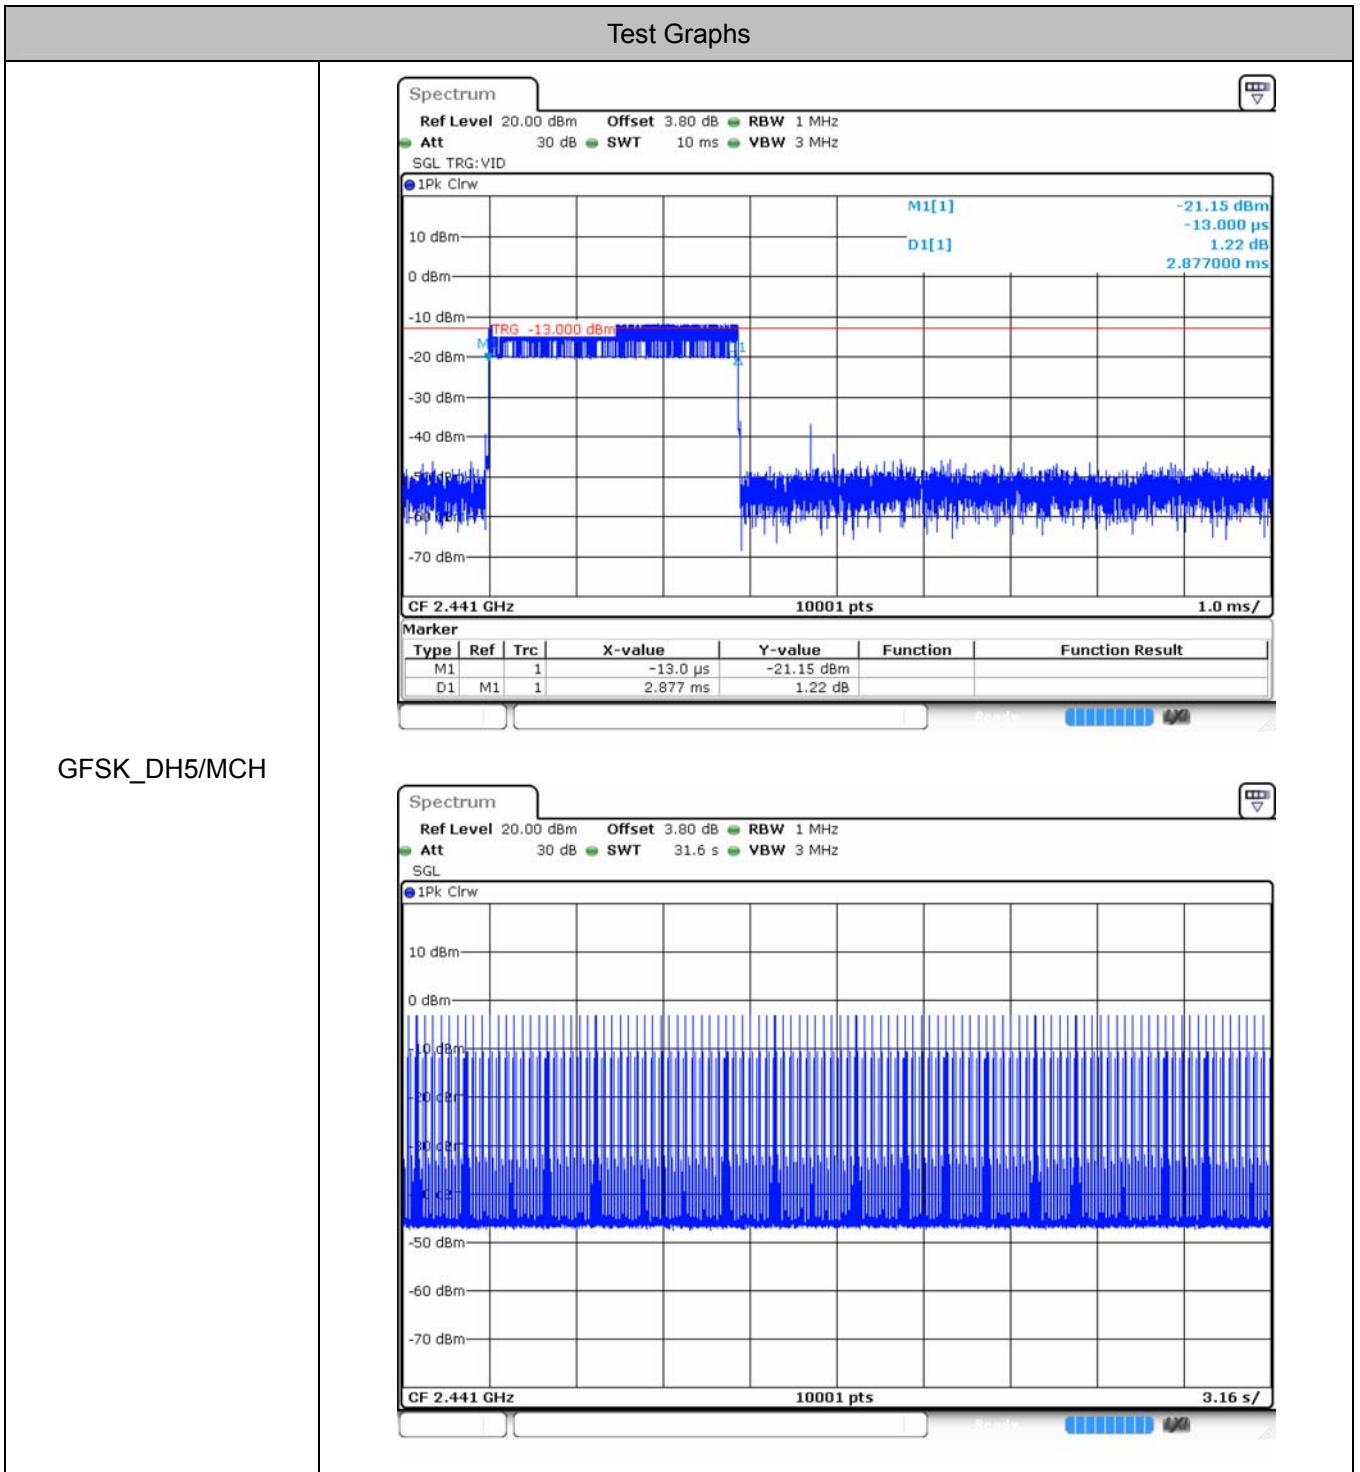 Test Graphs
GFSK_DH5/MCH
Spectrum
Ref Level 20.00 dBm Offset 3.80 dB RBW 1 MHz
Att 30 dB SWT 10 ms VBW 3 MHz
SGL TRG:VID
1Pk Clrw
M1[1] -21.15 dBm
-13.000 µs
10 dBm
D1[1] 1.22 dB
2.877000 ms
0 dBm
-10 dBm
TRG -13.000 dBm
-20 dBm
-30 dBm
-40 dBm
-70 dBm
CF 2.441 GHz 10001 pts 1.0 ms/
Marker
Type Ref Trc X-value Y-value Function Function Result
M1 1 -13.0 µs -21.15 dBm
D1 M1 1 2.877 ms 1.22 dB
Spectrum
Ref Level 20.00 dBm Offset 3.80 dB RBW 1 MHz
Att 30 dB SWT 31.6 s VBW 3 MHz
SGL
1Pk Clrw
10 dBm
0 dBm
-10 dBm
-50 dBm
-60 dBm
-70 dBm
CF 2.441 GHz 10001 pts 3.16 s/